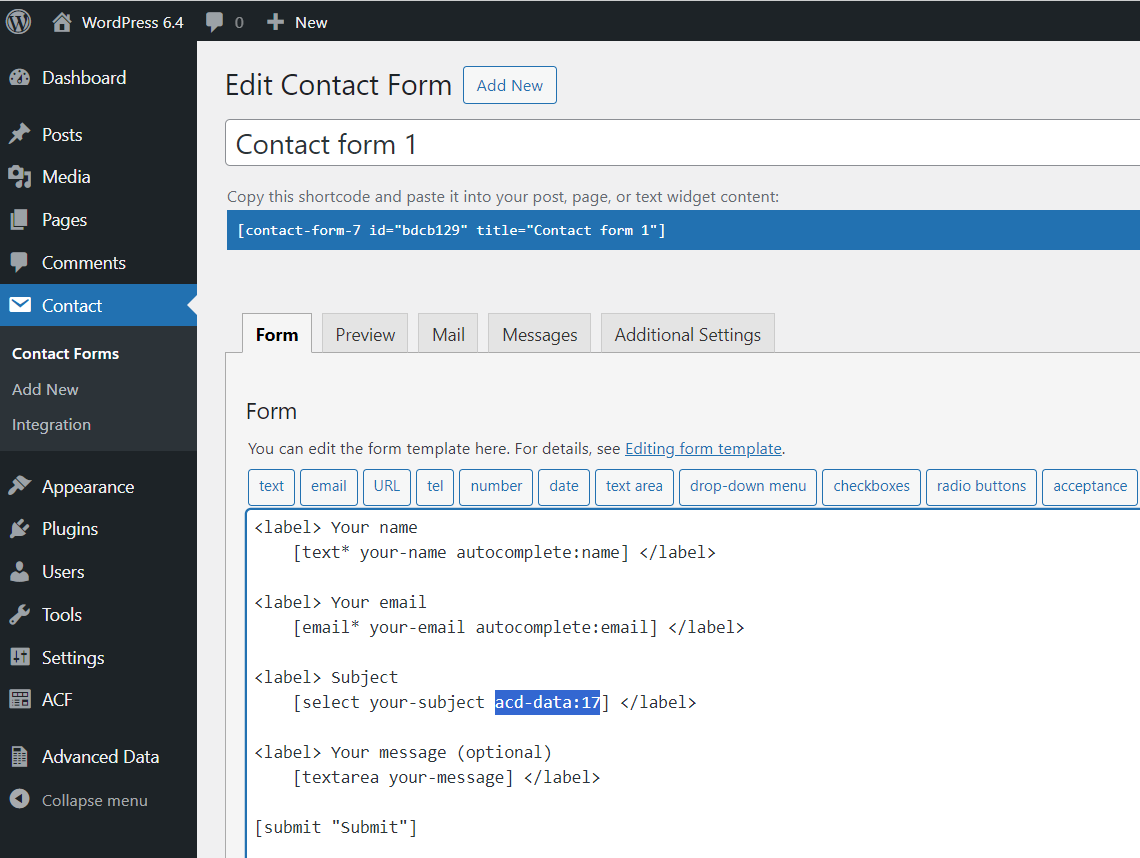 WordPress 6.4 0 New
Dashboard
Posts
Media
Pages
Comments
Contact
Contact Forms
Add New
Integration
Appearance
Plugins
Users
Tools
Settings
ACF
Advanced Data
Collapse menu
Edit Contact Form Add New
Contact form 1
Copy this shortcode and paste it into your post, page, or text widget content:
[contact-form-7 id="bdcb129" title="Contact form 1"]
Form Preview Mail Messages Additional Settings
Form
You can edit the form template here. For details, see Editing form template.
text email URL tel number date text area drop-down menu checkboxes radio buttons acceptance
<label> Your name
[text* your-name autocomplete:name] </label>
<label> Your email
[email* your-email autocomplete:email] </label>
<label> Subject
[select your-subject acd-data:17] </label>
<label> Your message (optional)
[textarea your-message] </label>
[submit "Submit"]